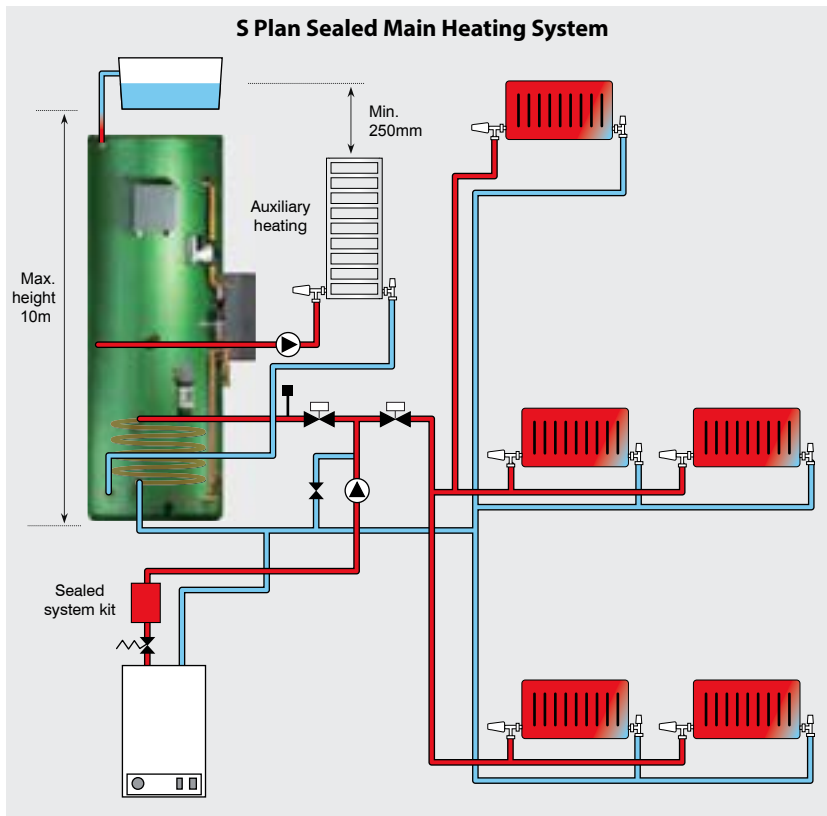 S Plan Sealed Main Heating System
Min.
250mm
Auxiliary
heating
Max.
height
10m
Sealed
system kit